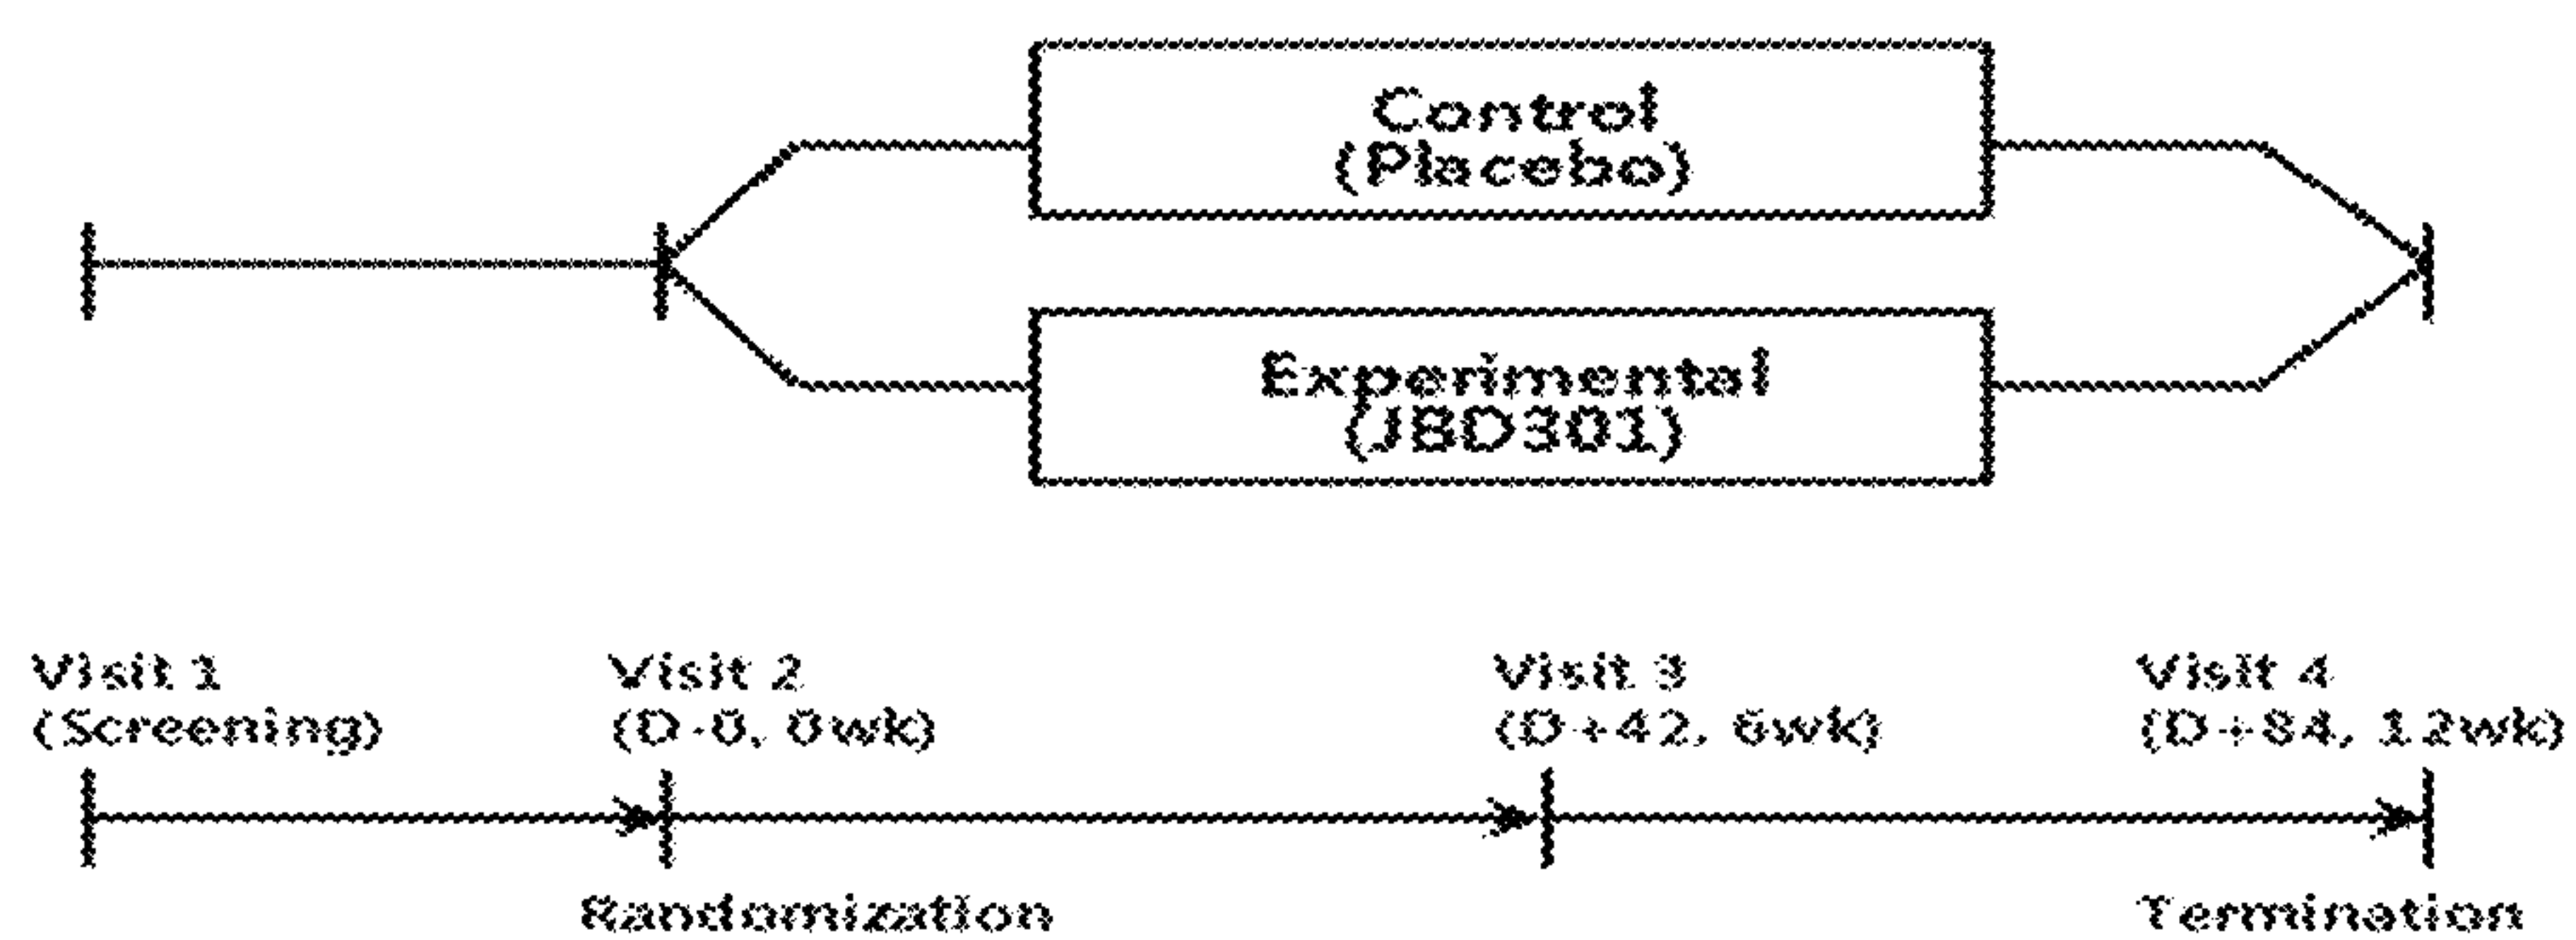 Control
(Placebo)
Experimental
(JBD301)
Visit 1
(Screening)
Visit 2
(D-0, 0wk)
Visit 3
(D+42, 6wk)
Visit 4
(D+84, 12wk)
Randomization
Termination